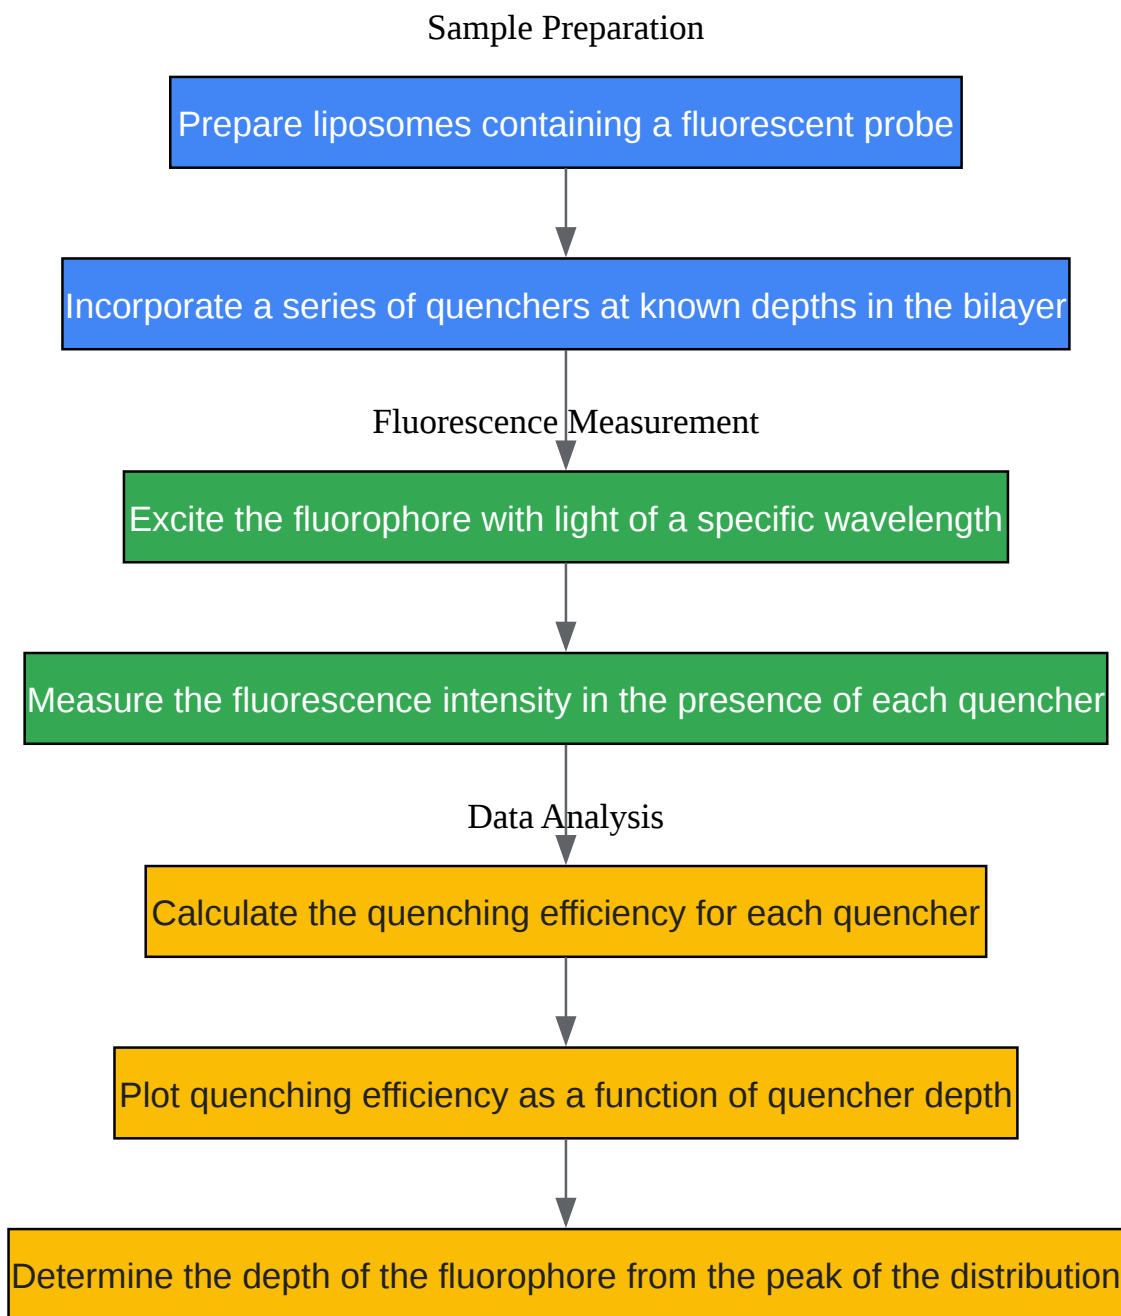 Sample Preparation
Prepare liposomes containing a fluorescent probe
Incorporate a series of quenchers at known depths in the bilayer
Fluorescence Measurement
Excite the fluorophore with light of a specific wavelength
Measure the fluorescence intensity in the presence of each quencher
Data Analysis
Calculate the quenching efficiency for each quencher
Plot quenching efficiency as a function of quencher depth
Determine the depth of the fluorophore from the peak of the distribution